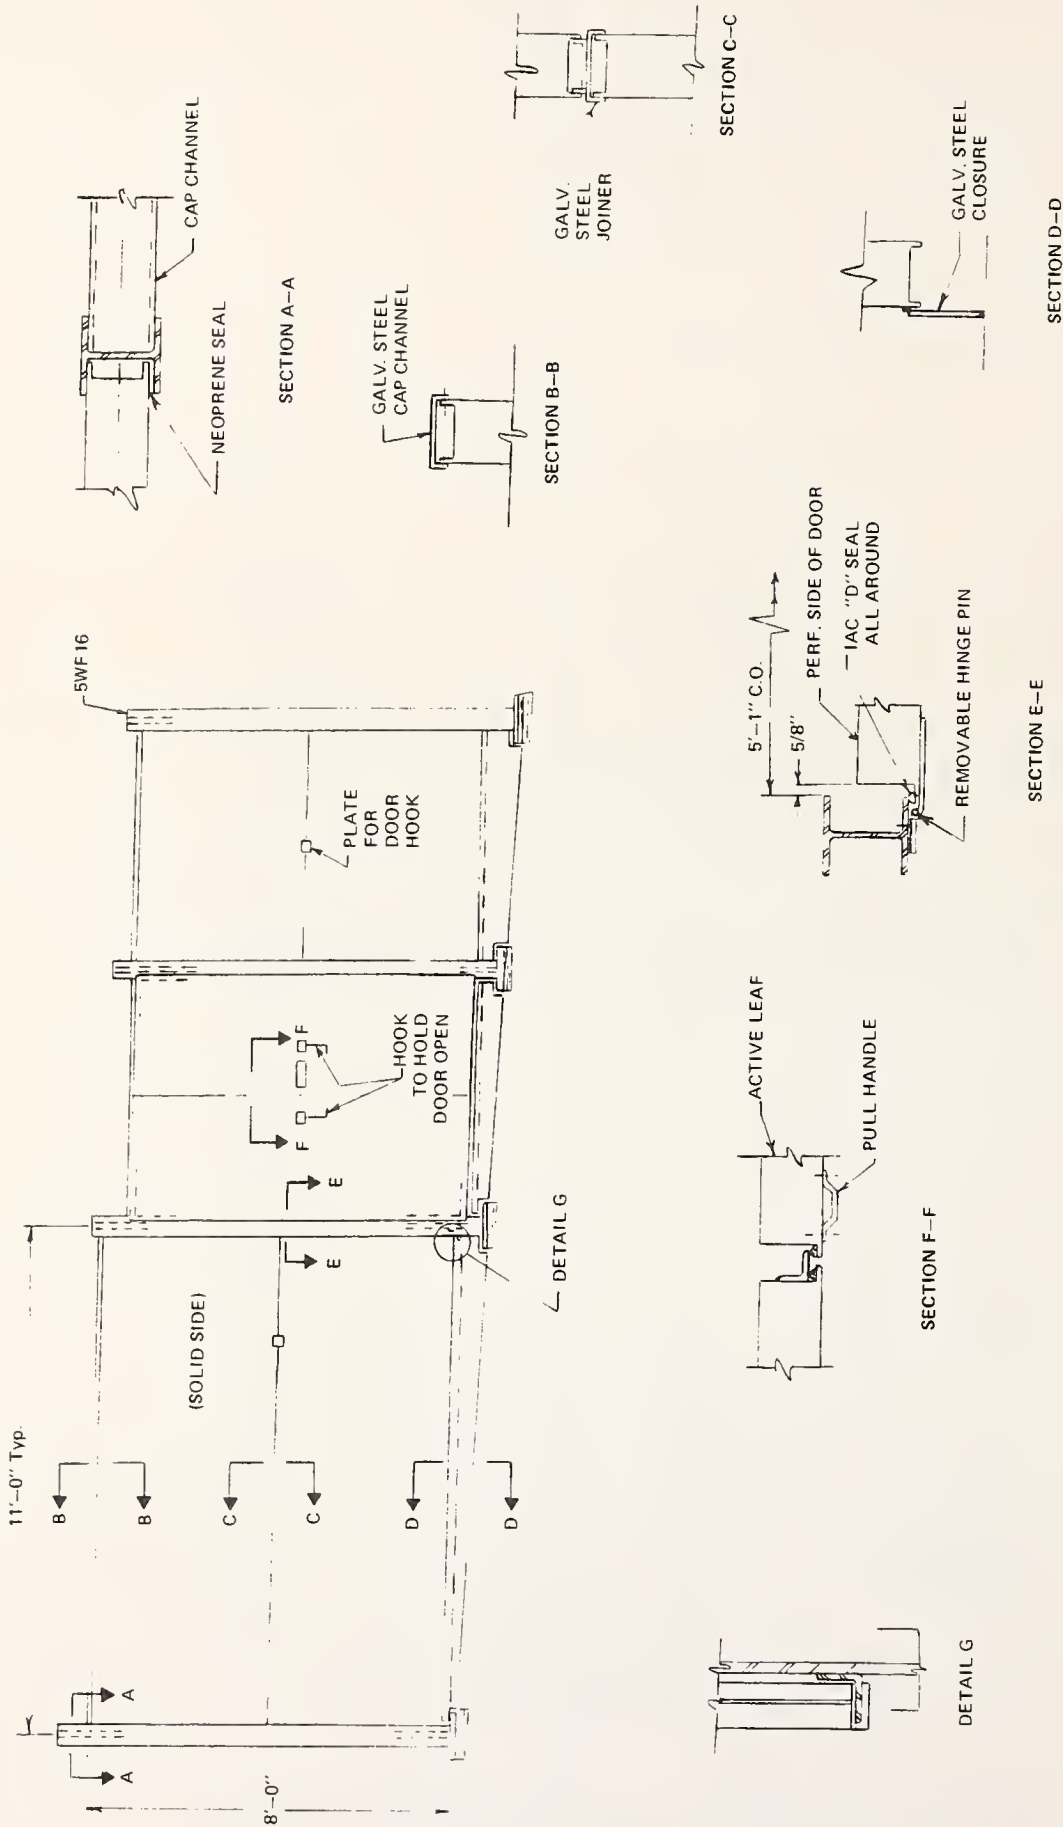 11'–0" Typ.
8'–0"
A
A
B
B
C
C
D
D
(SOLID SIDE)
E
E
F
F
HOOK
TO HOLD
DOOR OPEN
PLATE
FOR
DOOR
HOOK
5WF16
DETAIL G
CAP CHANNEL
NEOPRENE SEAL
SECTION A–A
GALV. STEEL
CAP CHANNEL
SECTION B–B
GALV.
STEEL
JOINER
SECTION C–C
GALV. STEEL
CLOSURE
SECTION D–D
5'–1" C.O.
5/8"
PERF. SIDE OF DOOR
IAC "D" SEAL
ALL AROUND
REMOVABLE HINGE PIN
SECTION E–E
ACTIVE LEAF
PULL HANDLE
SECTION F–F
DETAIL G